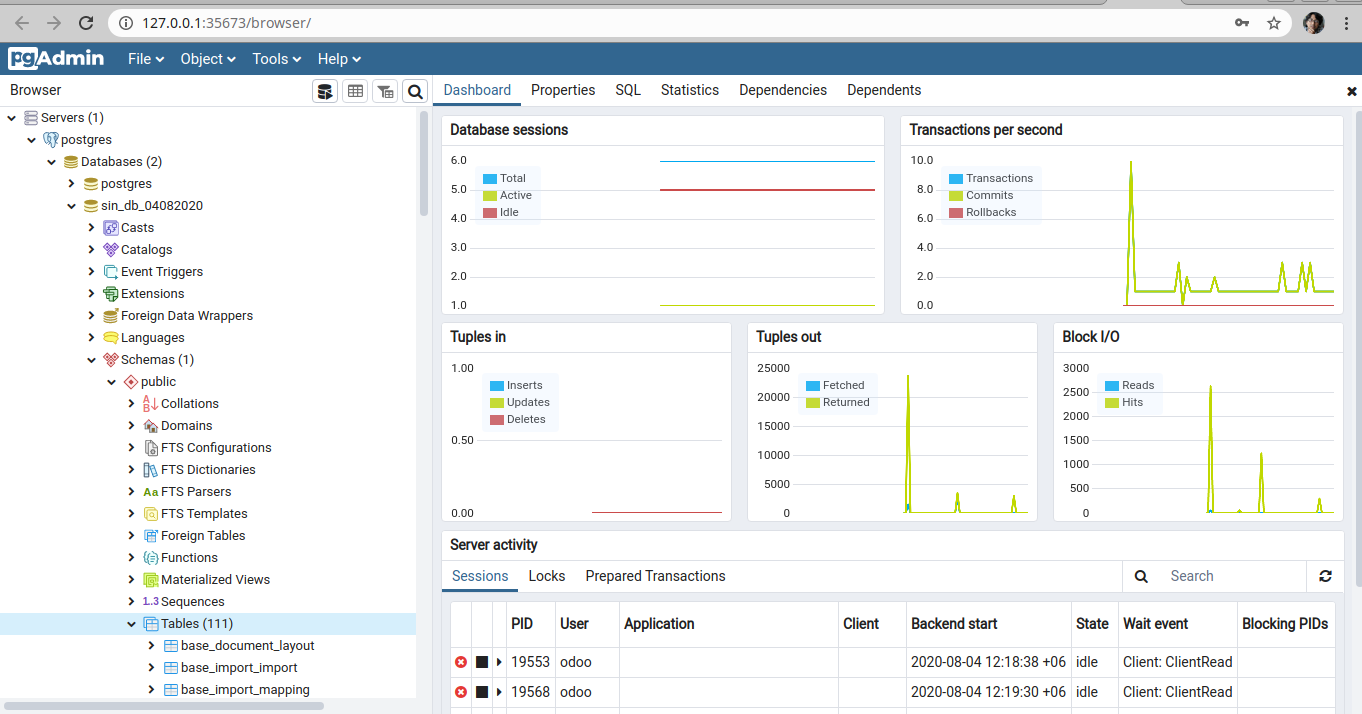 127.0.0.1:35673/browser/
pgAdmin File Object Tools Help
Browser
Dashboard Properties SQL Statistics Dependencies Dependents
Servers (1)
postgres
Databases (2)
postgres
sin_db_04082020
Casts
Catalogs
Event Triggers
Extensions
Foreign Data Wrappers
Languages
Schemas (1)
public
Collations
Domains
FTS Configurations
FTS Dictionaries
Aa FTS Parsers
FTS Templates
Foreign Tables
Functions
Materialized Views
1..3 Sequences
Tables (111)
base_document_layout
base_import_import
base_import_mapping
Database sessions
6.0
5.0
4.0
3.0
2.0
1.0
Total
Active
Idle
Transactions per second
10.0
8.0
6.0
4.0
2.0
0.0
Transactions
Commits
Rollbacks
Tuples in
1.00
0.50
0.00
Inserts
Updates
Deletes
Tuples out
25000
20000
15000
10000
5000
0
Fetched
Returned
Block I/O
3000
2500
2000
1500
1000
500
0
Reads
Hits
Server activity
Sessions Locks Prepared Transactions
Search
PID User Application Client Backend start State Wait event Blocking PIDs
19553 odoo 2020-08-04 12:18:38 +06 idle Client: ClientRead
19568 odoo 2020-08-04 12:19:30 +06 idle Client: ClientRead